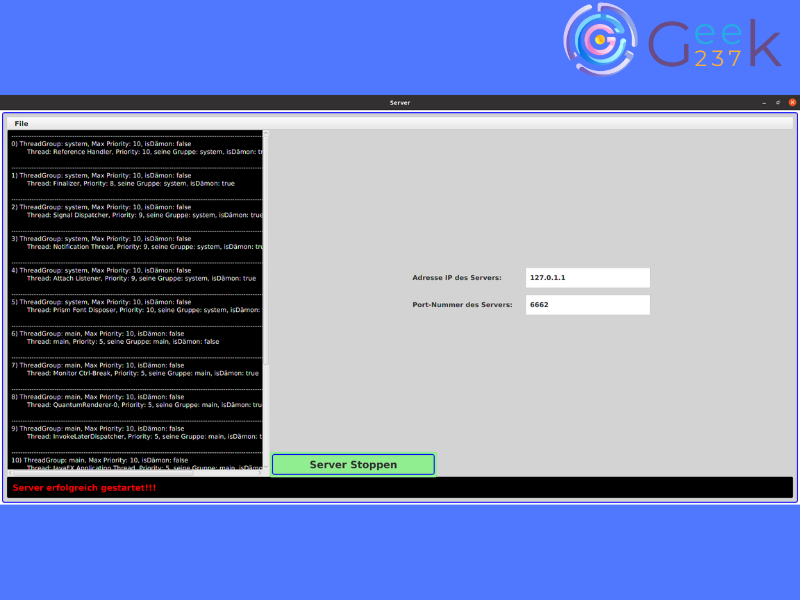 Geek
237
Server
File
0) ThreadGroup: system, Max Priority: 10, isDämon: false
Thread: Reference Handler, Priority: 10, seine Gruppe: system, isDämon:
1) ThreadGroup: system, Max Priority: 10, isDämon: false
Thread: Finalizer, Priority: 8, seine Gruppe: system, isDämon: true
2) ThreadGroup: system, Max Priority: 10, isDämon: false
Thread: Signal Dispatcher, Priority: 9, seine Gruppe: system, isDämon: true
3) ThreadGroup: system, Max Priority: 10, isDämon: false
Thread: Notification Thread, Priority: 9, seine Gruppe: system, isDämon:
4) ThreadGroup: system, Max Priority: 10, isDämon: false
Thread: Attach Listener, Priority: 9, seine Gruppe: system, isDämon: true
5) ThreadGroup: system, Max Priority: 10, isDämon: false
Thread: Prism Font Disposer, Priority: 10, seine Gruppe: system, isDämon:
6) ThreadGroup: main, Max Priority: 10, isDämon: false
Thread: main, Priority: 5, seine Gruppe: main, isDämon: false
7) ThreadGroup: main, Max Priority: 10, isDämon: false
Thread: Monitor Ctrl-Break, Priority: 5, seine Gruppe: main, isDämon: true
8) ThreadGroup: main, Max Priority: 10, isDämon: false
Thread: QuantumRenderer-0, Priority: 5, seine Gruppe: main, isDämon:
9) ThreadGroup: main, Max Priority: 10, isDämon: false
Thread: InvokeLaterDispatcher, Priority: 5, seine Gruppe: main, isDämon:
10) ThreadGroup: main, Max Priority: 10, isDämon: false
Thread: JavaFX Application Thread, Priority: 5, seine Gruppe: main, isDämon:
Adresse IP des Servers:
127.0.1.1
Port-Nummer des Servers:
6662
Server Stoppen
Server erfolgreich gestartet!!!